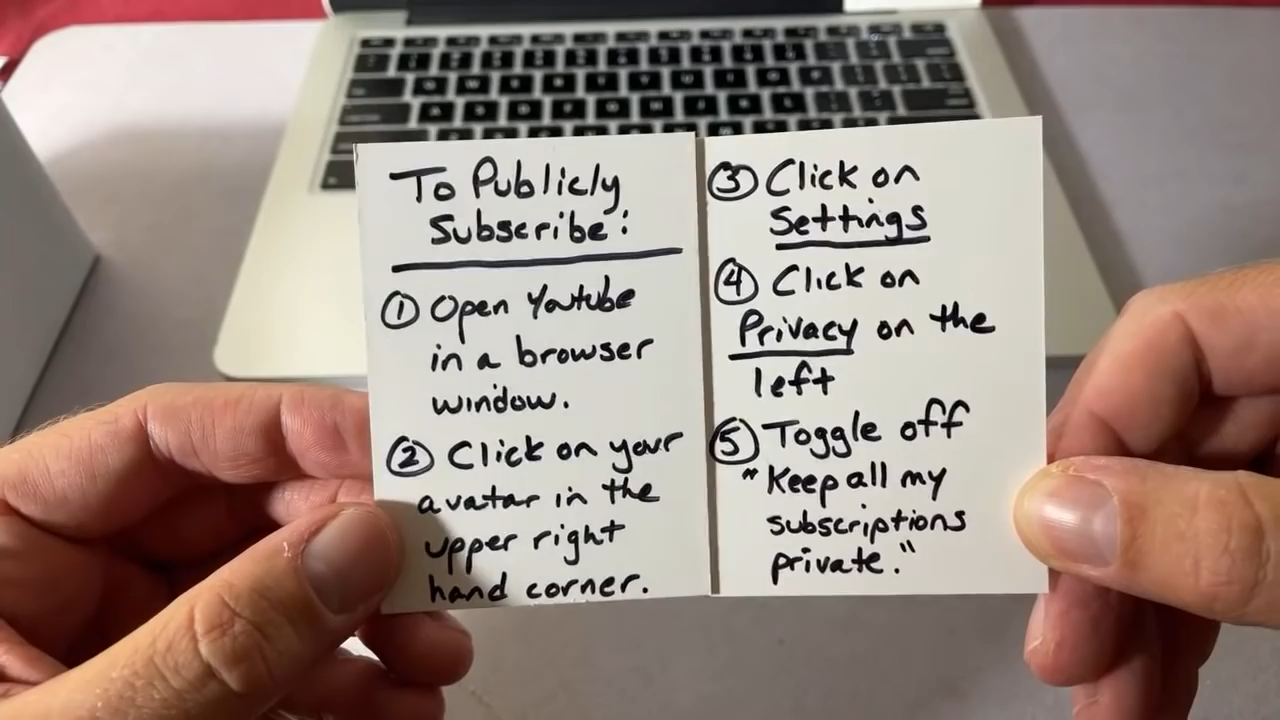 To Publicly
Subscribe:
① Open Youtube
in a browser
window.
② Click on your
avatar in the
upper right
hand corner.
③ Click on
Settings
④ Click on
Privacy on the
left
⑤ Toggle off
"Keep all my
subscriptions
private."